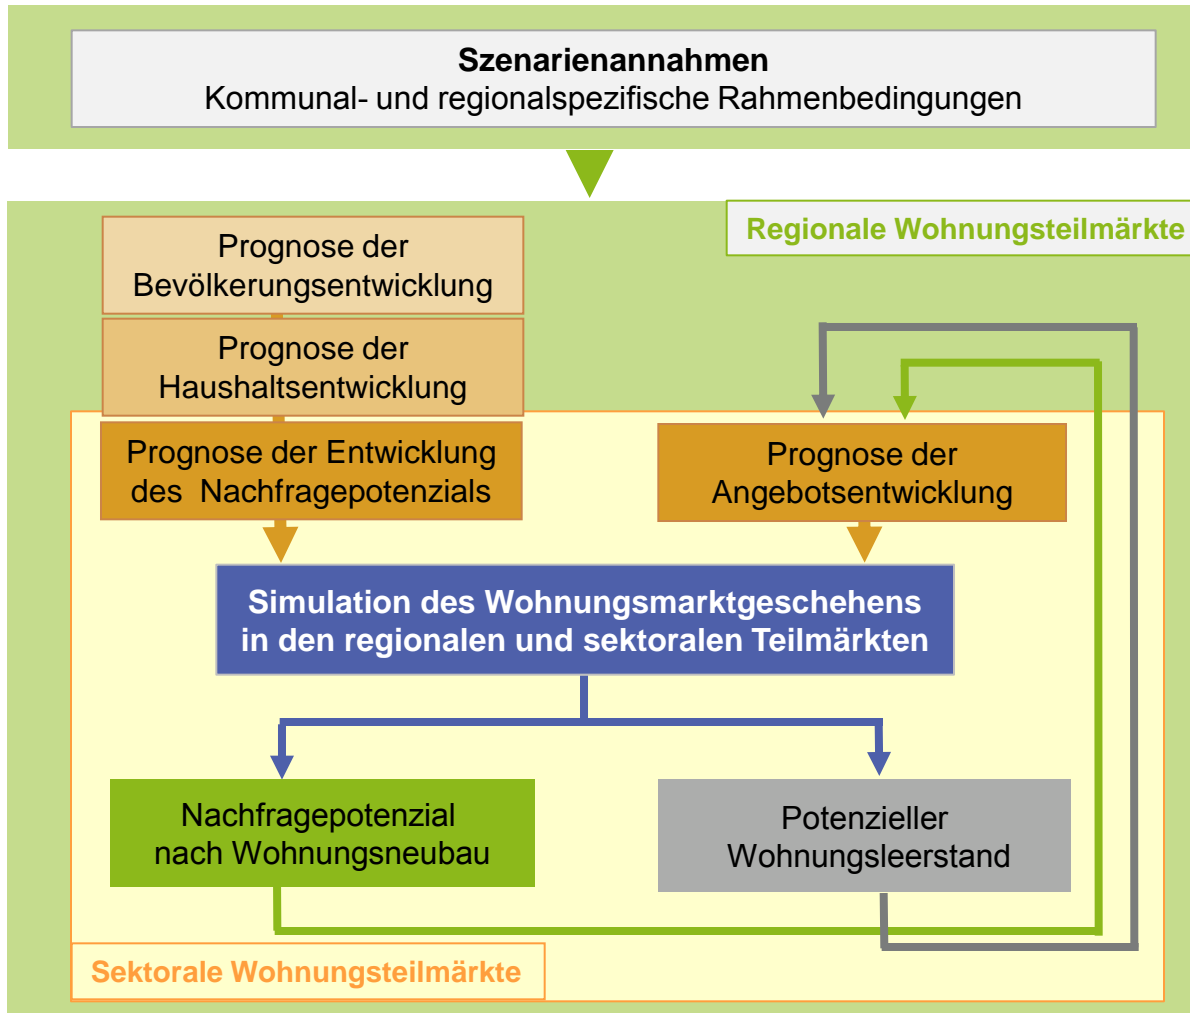 Szenarienannahmen
Kommunal- und regionalspezifische Rahmenbedingungen
Regionale Wohnungsteilmärkte
Prognose der
Bevölkerungsentwicklung
Prognose der
Haushaltsentwicklung
Prognose der Entwicklung
des Nachfragepotenzials
Prognose der
Angebotsentwicklung
Simulation des Wohnungsmarktgeschehens
in den regionalen und sektoralen Teilmärkten
Nachfragepotenzial
nach Wohnungsneubau
Potenzieller
Wohnungsleerstand
Sektorale Wohnungsteilmärkte